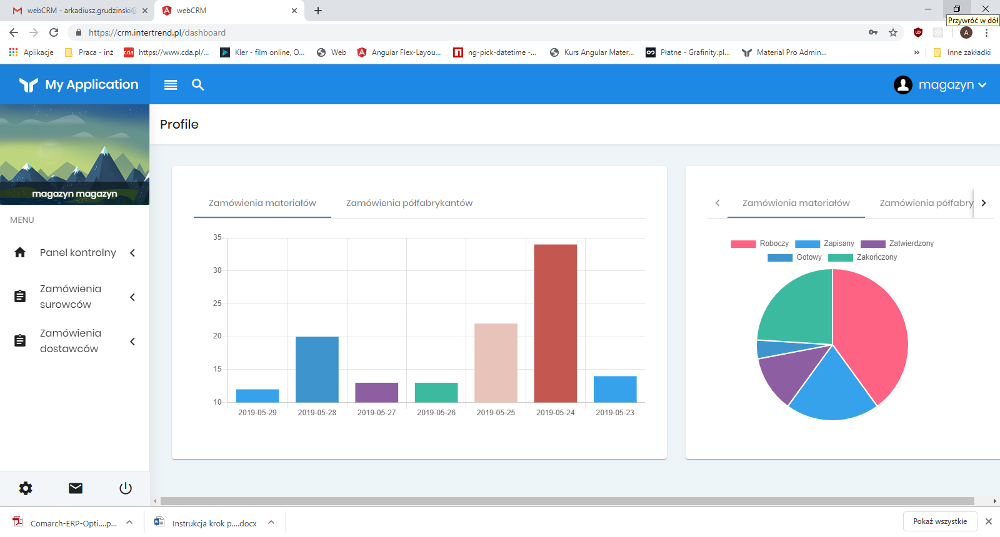 webCRM - arkadiusz.grudzinski@
webCRM
Przywróć w dół
https://crm.intertrend.pl/dashboard
A
Aplikacje
Praca - inż
cda
https://www.cda.pl/...
Kler - film online, O...
Web
Angular Flex-Layou...
ng-pick-datetime -...
Kurs Angular Mater...
Płatne - Grafinity.pl...
Material Pro Admin...
»
Inne zakładki
My Application
magazyn
Profile
magazyn magazyn
MENU
Panel kontrolny
Zamówienia
surowców
Zamówienia
dostawców
Zamówienia materiałów
Zamówienia półfabrykantów
35
30
25
20
15
10
2019-05-29
2019-05-28
2019-05-27
2019-05-26
2019-05-25
2019-05-24
2019-05-23
Zamówienia materiałów
Zamówienia półfabry
Roboczy
Zapisany
Zatwierdzony
Gotowy
Zakończony
Comarch-ERP-Opti....p...
Instrukcja krok p....docx
Pokaż wszystkie